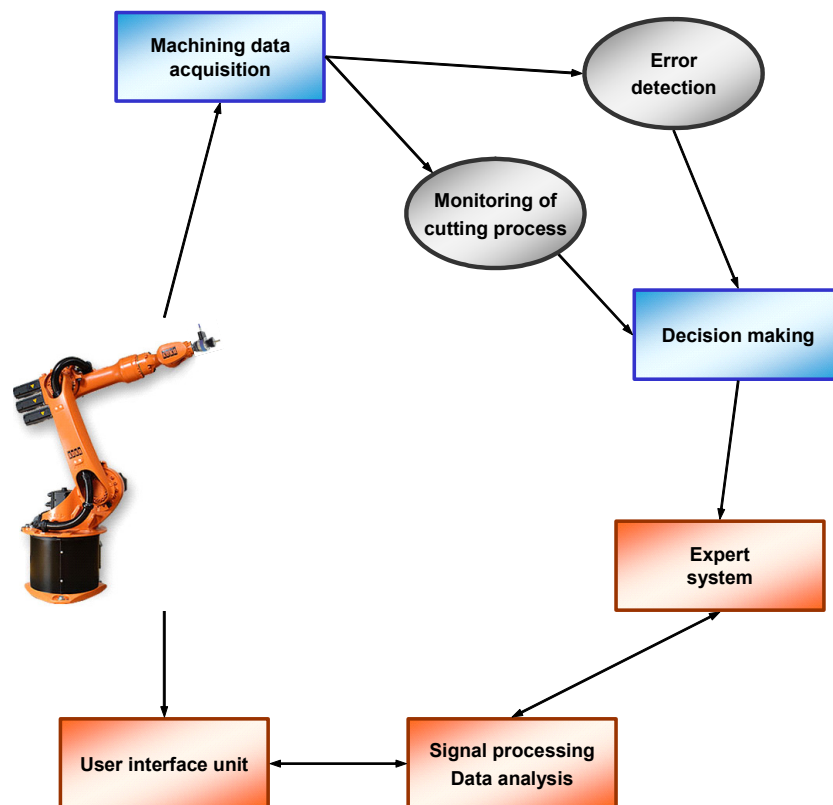 Machining data
acquisition
Error
detection
Monitoring of
cutting process
Decision making
Expert
system
User interface unit
Signal processing
Data analysis